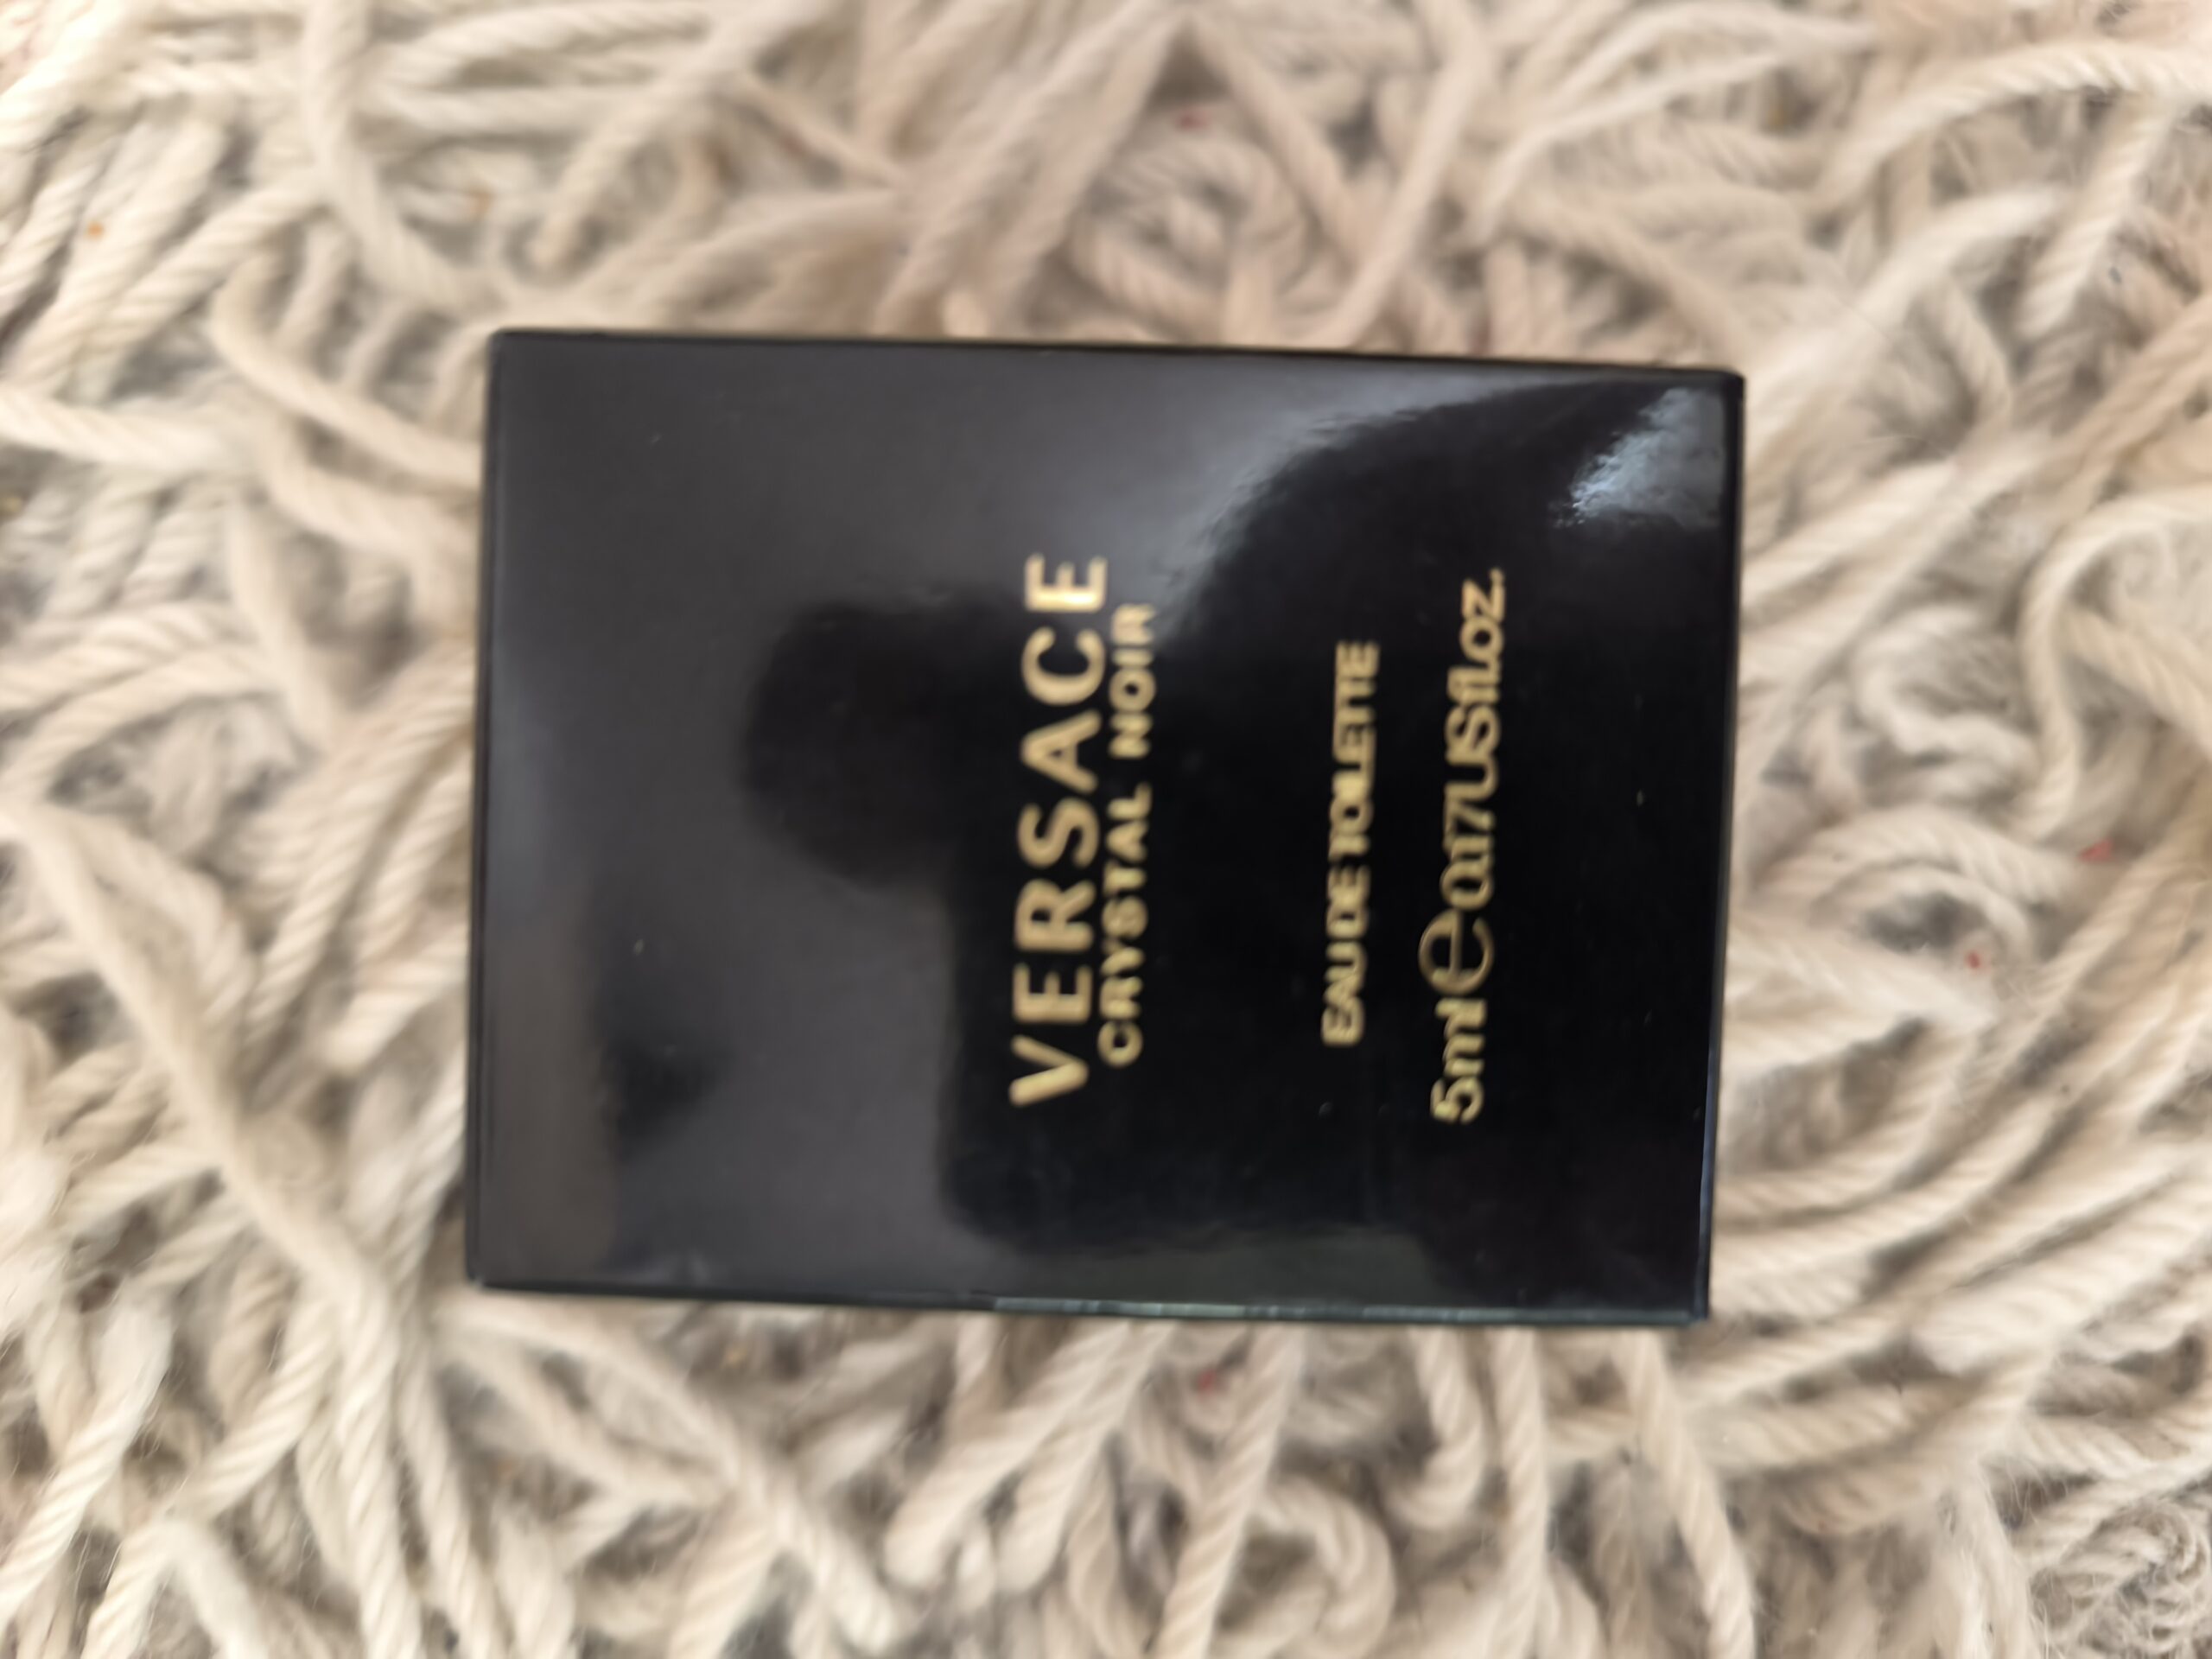 VERSACE
CRYSTAL NOIR
EAU DE TOILETTE
5ml e 0.17 US fl.oz.